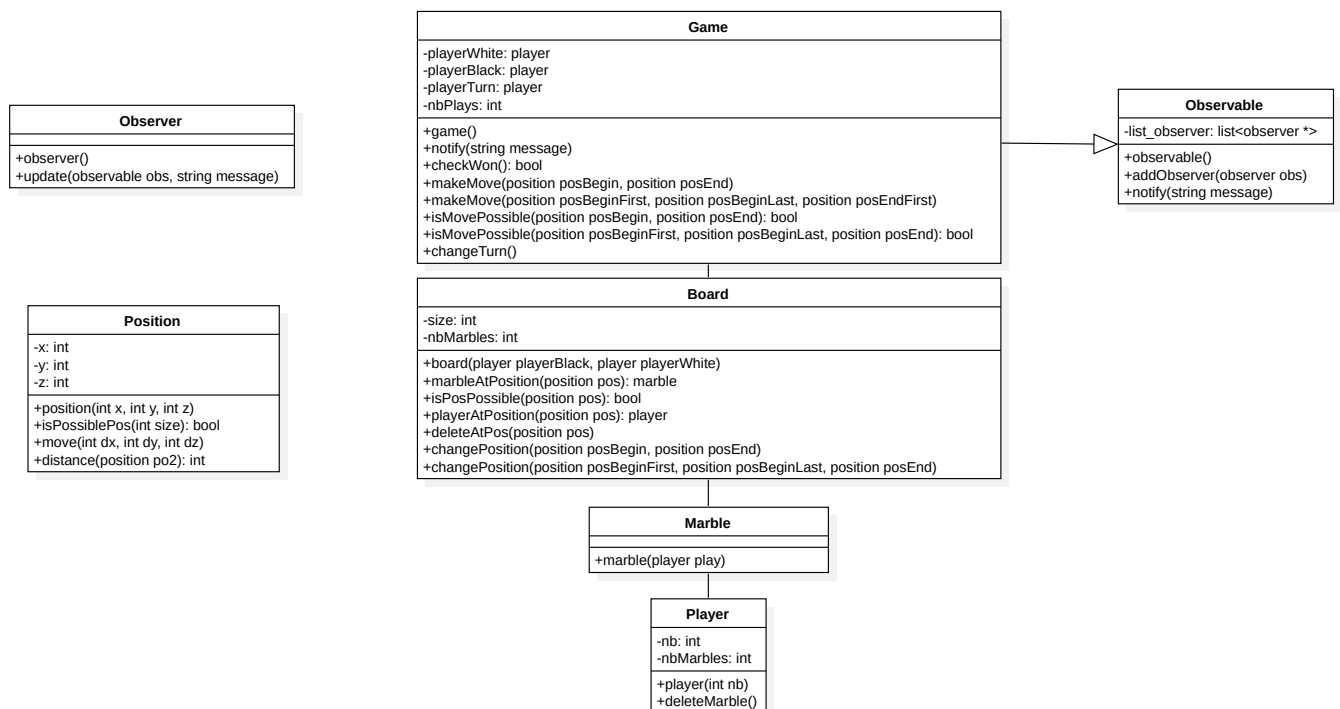 Game
-playerWhite: player
-playerBlack: player
-playerTurn: player
-nbPlays: int
+game()
+notify(string message)
+checkWon(): bool
+makeMove(position posBegin, position posEnd)
+makeMove(position posBeginFirst, position posBeginLast, position posEndFirst)
+isMovePossible(position posBegin, position posEnd): bool
+isMovePossible(position posBeginFirst, position posBeginLast, position posEnd): bool
+changeTurn()
Observer
+observer()
+update(observable obs, string message)
Observable
-list_observer: list<observer *>
+observable()
+addObserver(observer obs)
+notify(string message)
Position
-x: int
-y: int
-z: int
+position(int x, int y, int z)
+isPossiblePos(int size): bool
+move(int dx, int dy, int dz)
+distance(position po2): int
Board
-size: int
-nbMarbles: int
+board(player playerBlack, player playerWhite)
+marbleAtPosition(position pos): marble
+isPosPossible(position pos): bool
+playerAtPosition(position pos): player
+deleteAtPos(position pos)
+changePosition(position posBegin, position posEnd)
+changePosition(position posBeginFirst, position posBeginLast, position posEnd)
Marble
+marble(player play)
Player
-nb: int
-nbMarbles: int
+player(int nb)
+deleteMarble()